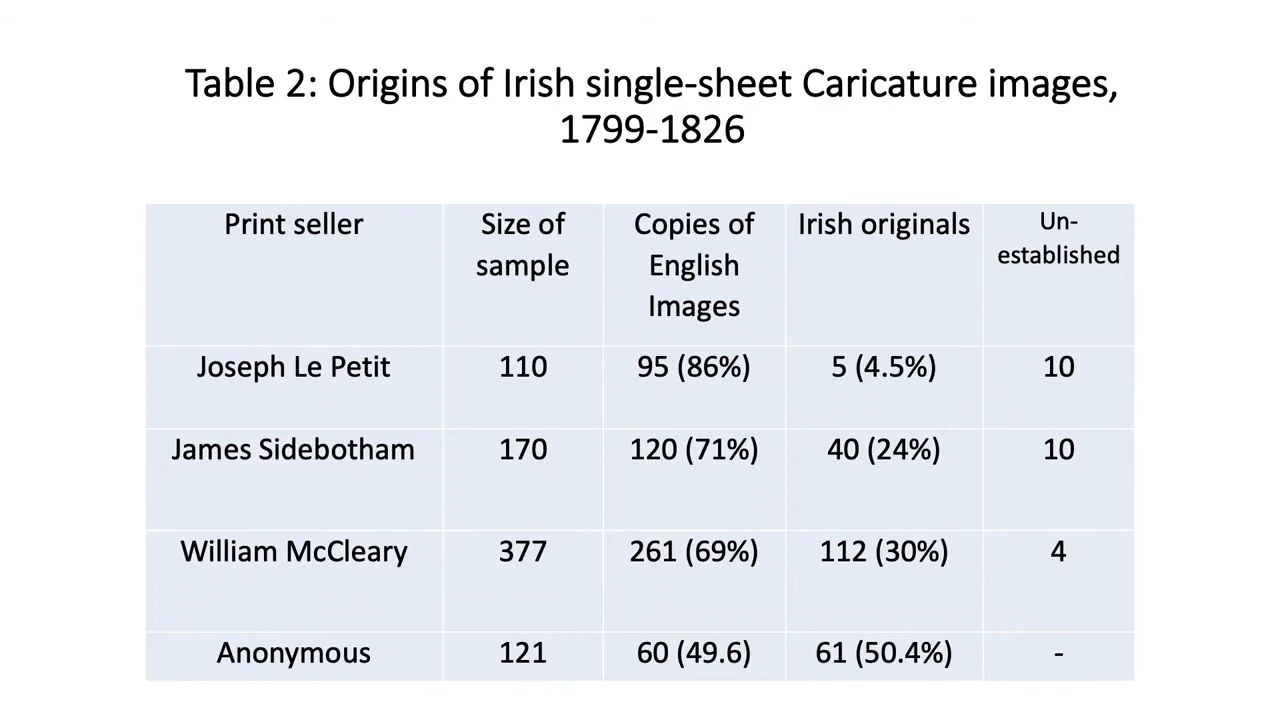 Table 2: Origins of Irish single-sheet Caricature images,
1799-1826
Print seller Size of sample Copies of English Images Irish originals Un-established
Joseph Le Petit 110 95 (86%) 5 (4.5%) 10
James Sidebotham 170 120 (71%) 40 (24%) 10
William McCleary 377 261 (69%) 112 (30%) 4
Anonymous 121 60 (49.6) 61 (50.4%) -